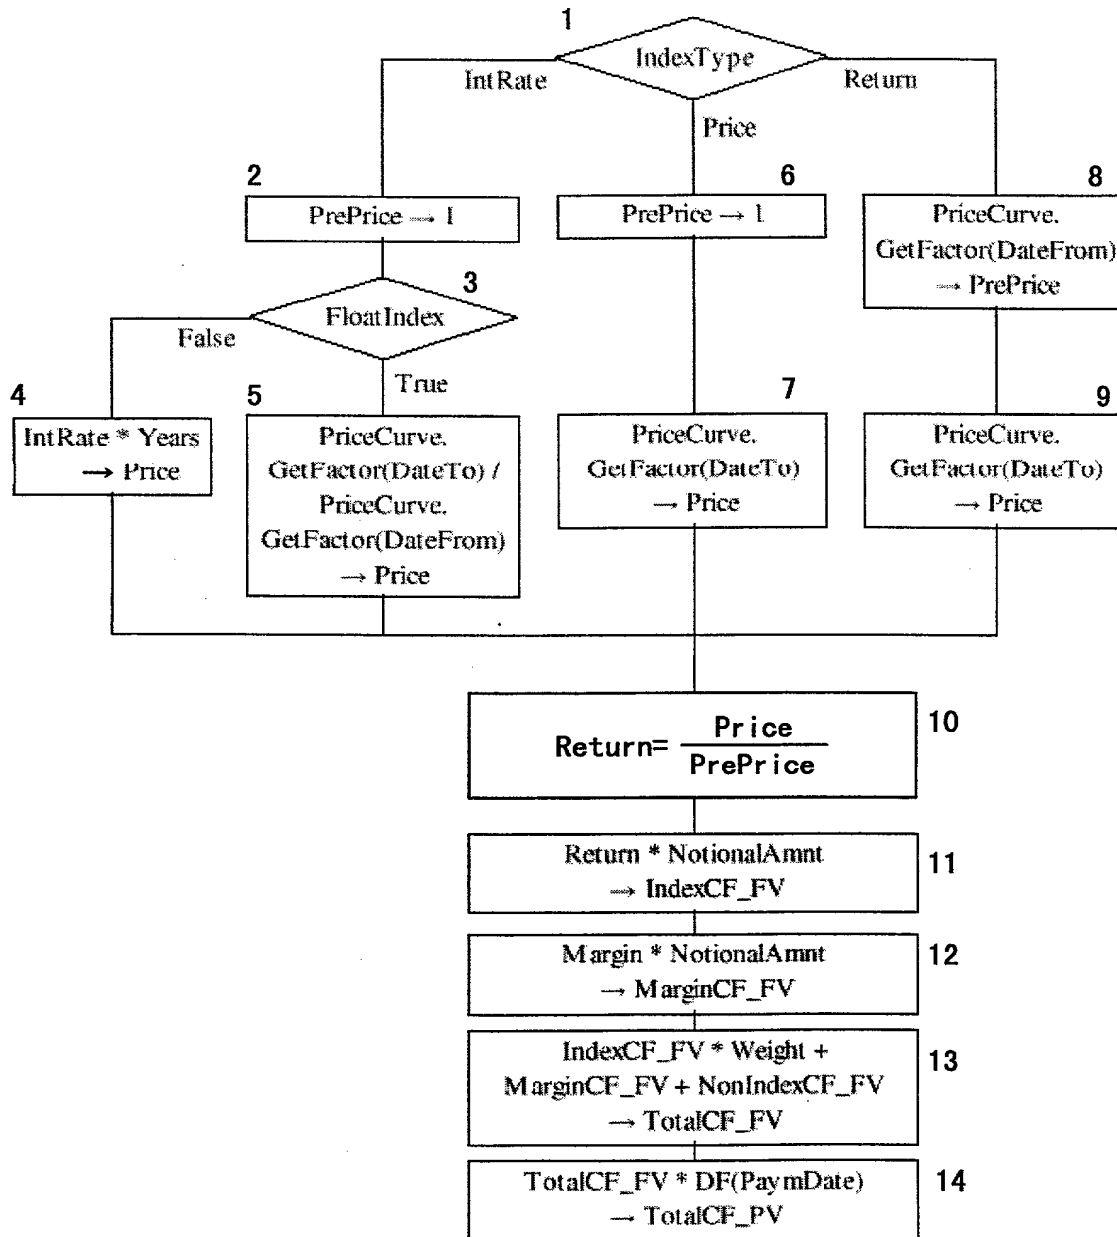 1
IndexType
IntRate
Return
Price
2
PrePrice → 1
6
PrePrice → 1
8
PriceCurve.
GetFactor(DateFrom)
→ PrePrice
3
FloatIndex
False
True
4
IntRate * Years
→ Price
5
PriceCurve.
GetFactor(DateTo) /
PriceCurve.
GetFactor(DateFrom)
→ Price
7
PriceCurve.
GetFactor(DateTo)
→ Price
9
PriceCurve.
GetFactor(DateTo)
→ Price
10
Return= Price
PrePrice
Return * NotionalAmnt
→ IndexCF_FV
11
Margin * NotionalAmnt
→ MarginCF_FV
12
IndexCF_FV * Weight +
MarginCF_FV + NonIndexCF_FV
→ TotalCF_FV
13
TotalCF_FV * DF(PaymDate)
→ TotalCF_PV
14